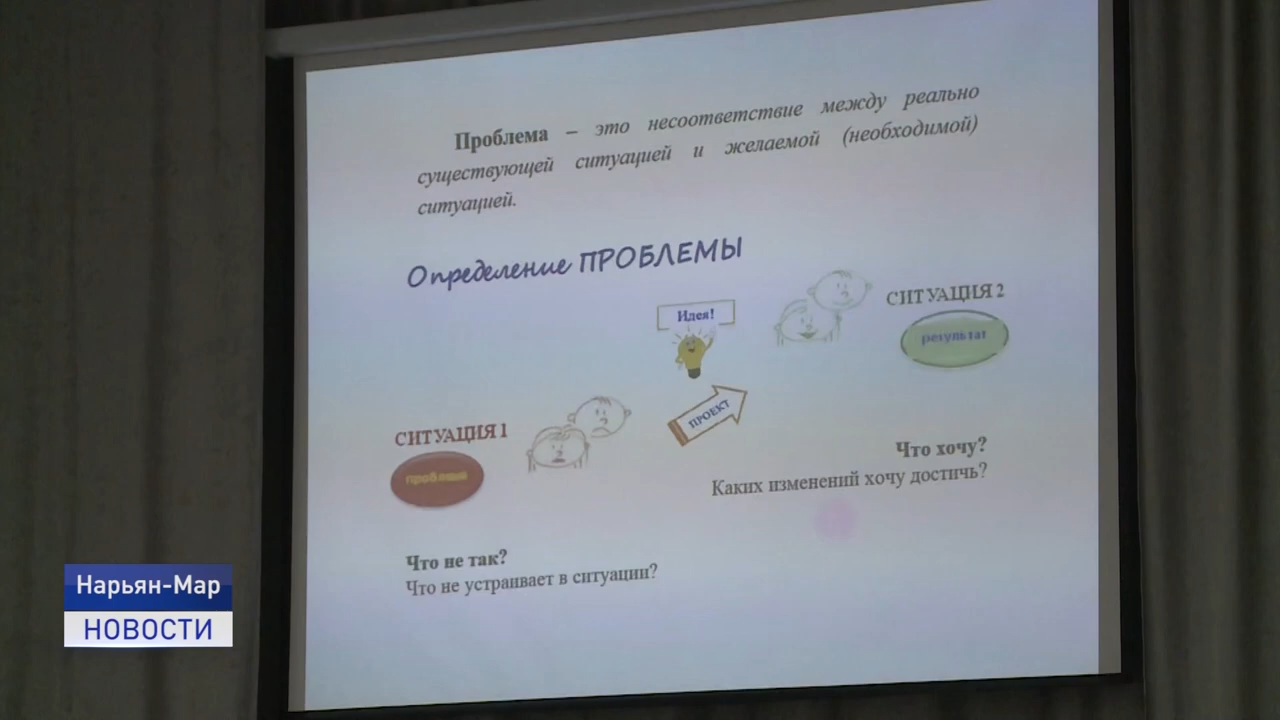 Проблема – это несоответствие между реально
существующей ситуацией и желаемой (необходимой)
ситуацией.
Определение ПРОБЛЕМЫ
Идея!
СИТУАЦИЯ 2
результат
ПРОЕКТ
СИТУАЦИЯ 1
проблема
Что хочу?
Каких изменений хочу достичь?
Что не так?
Что не устраивает в ситуации?
Нарьян-Мар
НОВОСТИ